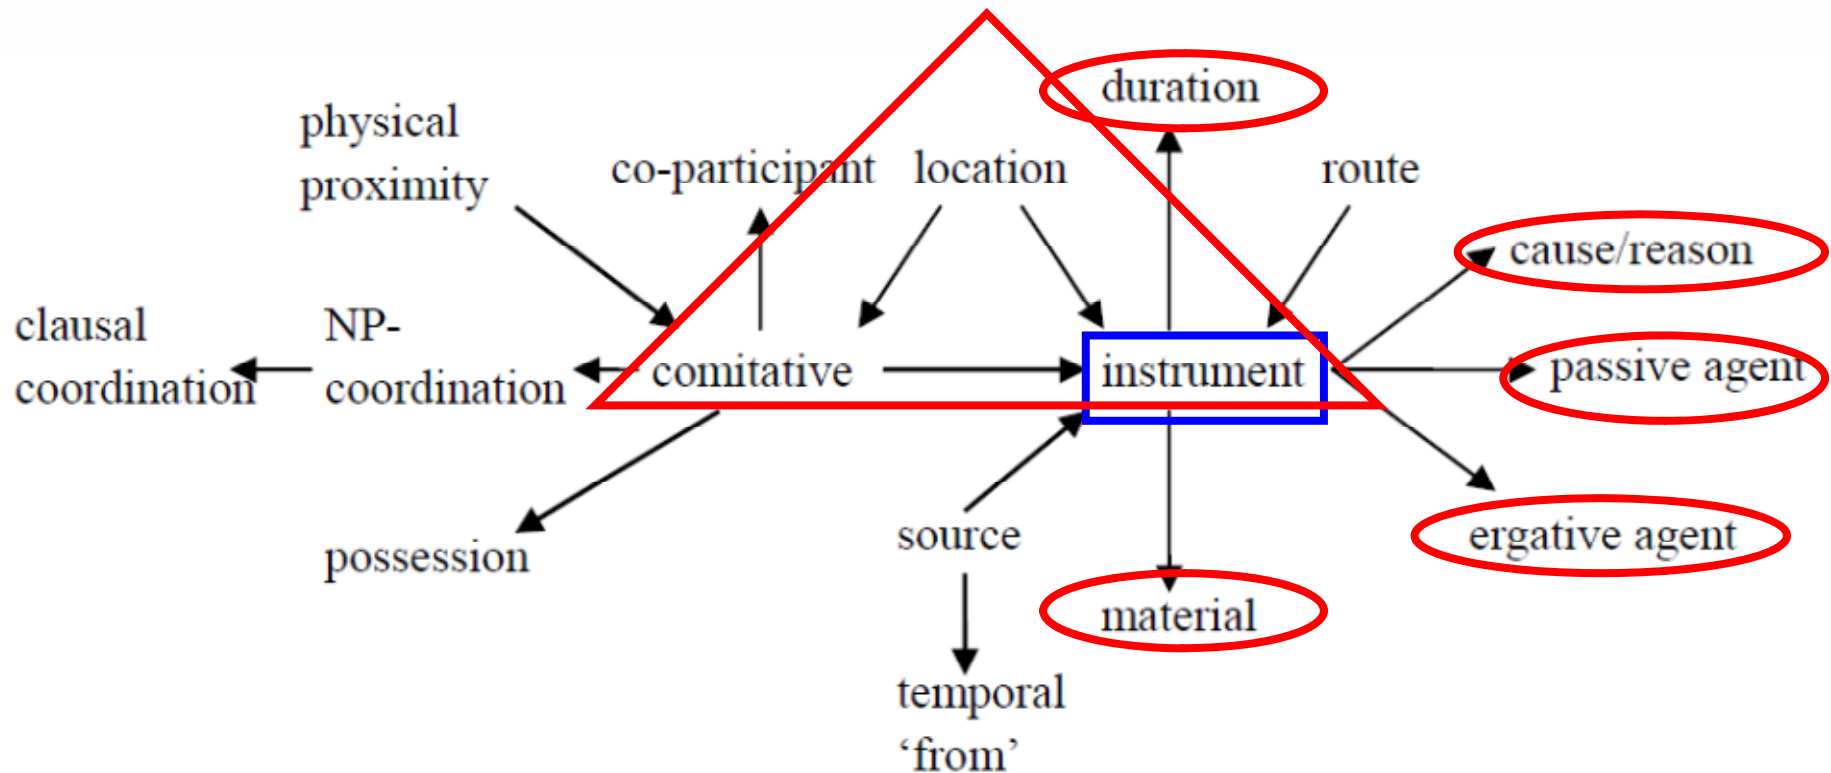 duration
physical
proximity
co-participant
location
route
cause/reason
clausal
coordination
NP-
coordination
comitative
instrument
passive agent
possession
source
ergative agent
material
temporal
‘from’